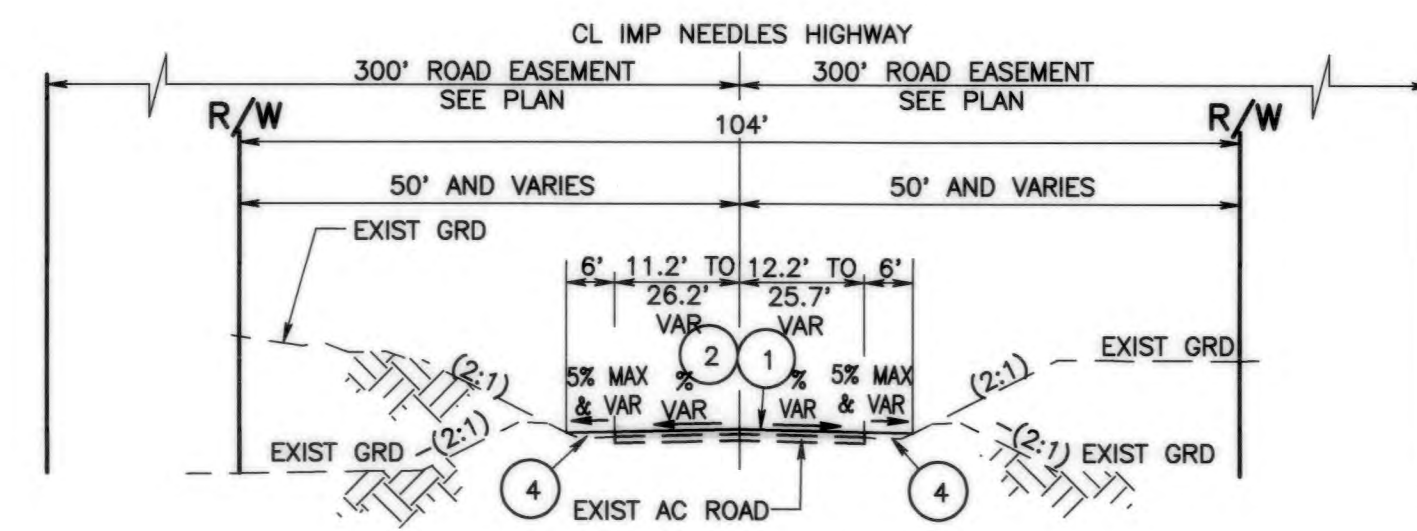 CL IMP NEEDLES HIGHWAY
300' ROAD EASEMENT
SEE PLAN
300' ROAD EASEMENT
SEE PLAN
R/W
R/W
104'
50' AND VARIES
50' AND VARIES
EXIST GRD
6'
11.2' TO
26.2'
VAR
12.2' TO
25.7'
VAR
6'
2
1
EXIST GRD
(2:1)
5% MAX
& VAR
%
VAR
%
VAR
5% MAX
& VAR
(2:1)
EXIST GRD
(2:1)
(2:1)
EXIST GRD
4
EXIST AC ROAD
4